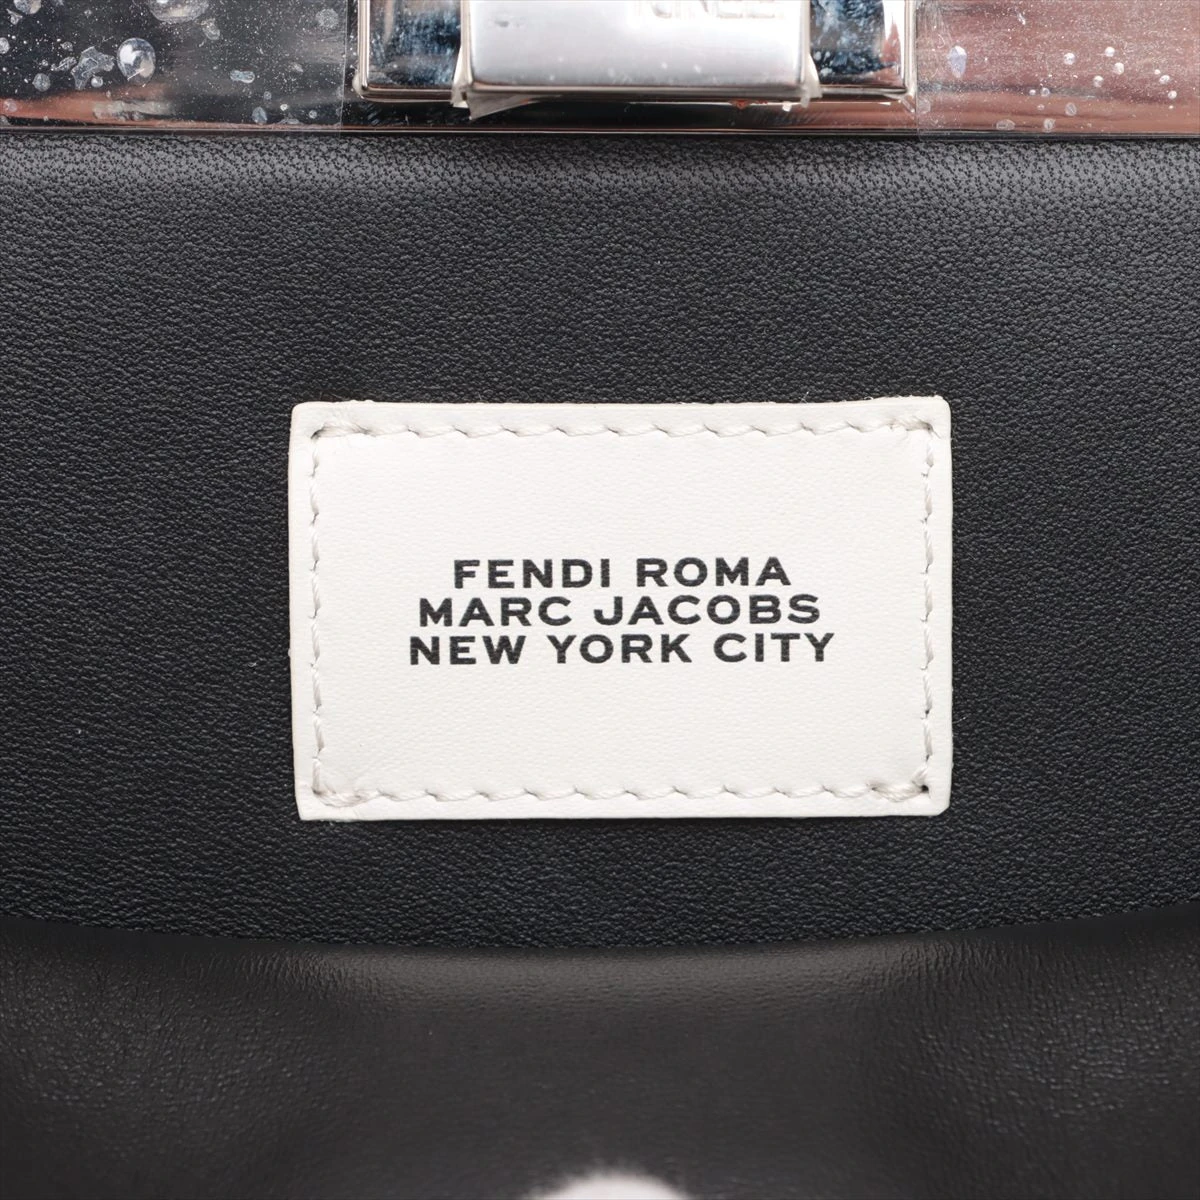 FENDI ROMA
MARC JACOBS
NEW YORK CITY